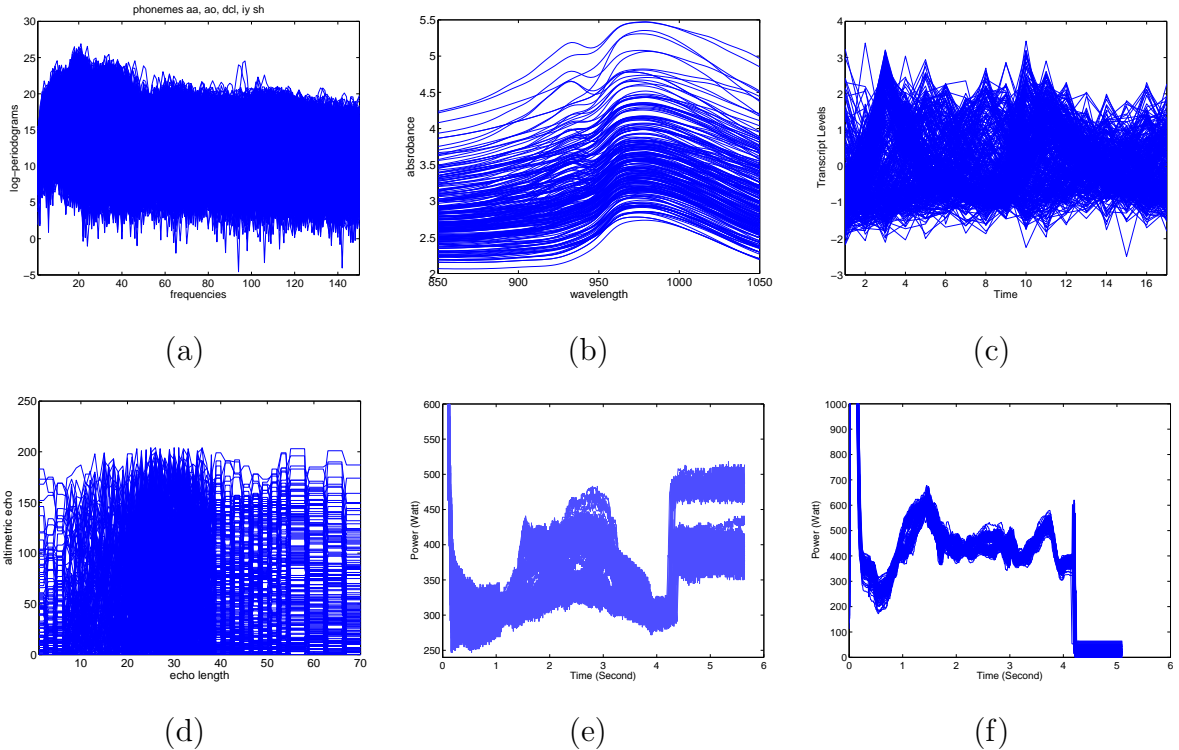 phonemes aa, ao, dcl, iy sh
30
25
20
15
10
5
0
−5
log−periodograms
20 40 60 80 100 120 140
frequencies
(a)
5.5
5
4.5
4
3.5
3
2.5
2
absrobance
850 900 950 1000 1050
wavelength
(b)
4
3
2
1
0
−1
−2
−3
Transcript Levels
2 4 6 8 10 12 14 16
Time
(c)
250
200
150
100
50
0
altimetric echo
10 20 30 40 50 60 70
echo length
(d)
600
550
500
450
400
350
300
250
Power (Watt)
0 1 2 3 4 5 6
Time (Second)
(e)
1000
900
800
700
600
500
400
300
200
100
0
Power (Watt)
0 1 2 3 4 5 6
Time (Second)
(f)